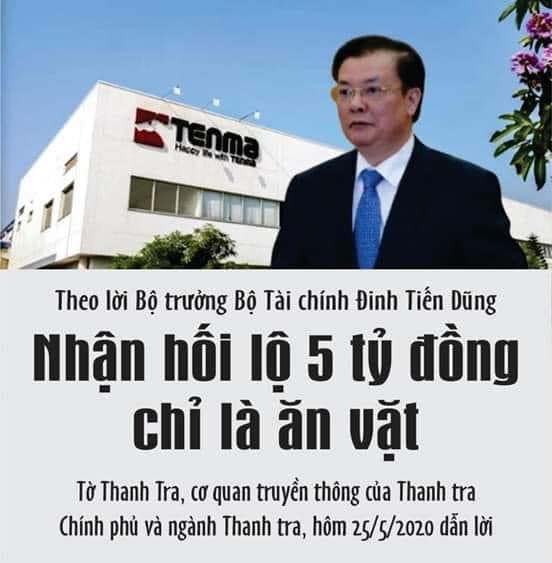 TENMA
Happy life with TENMA
Theo lời Bộ trưởng Bộ Tài chính Đinh Tiến Dũng
Nhận hối lộ 5 tỷ đồng
chỉ là ăn vặt
Tờ Thanh Tra, cơ quan truyền thông của Thanh tra
Chính phủ và ngành Thanh tra, hôm 25/5/2020 dẫn lời